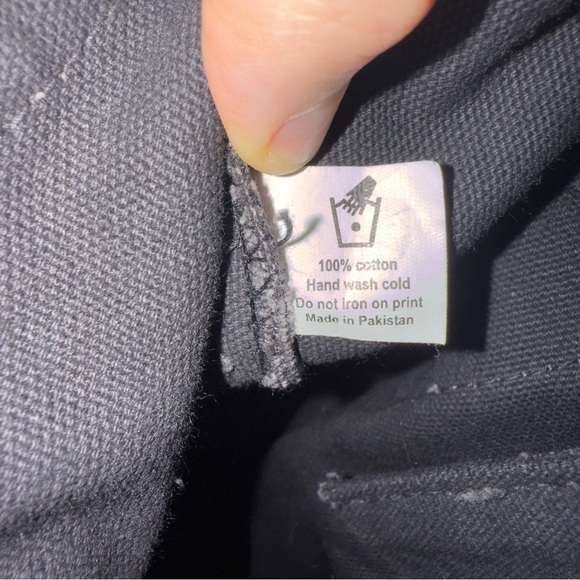 100% cotton
Hand wash cold
Do not iron on print
Made in Pakistan